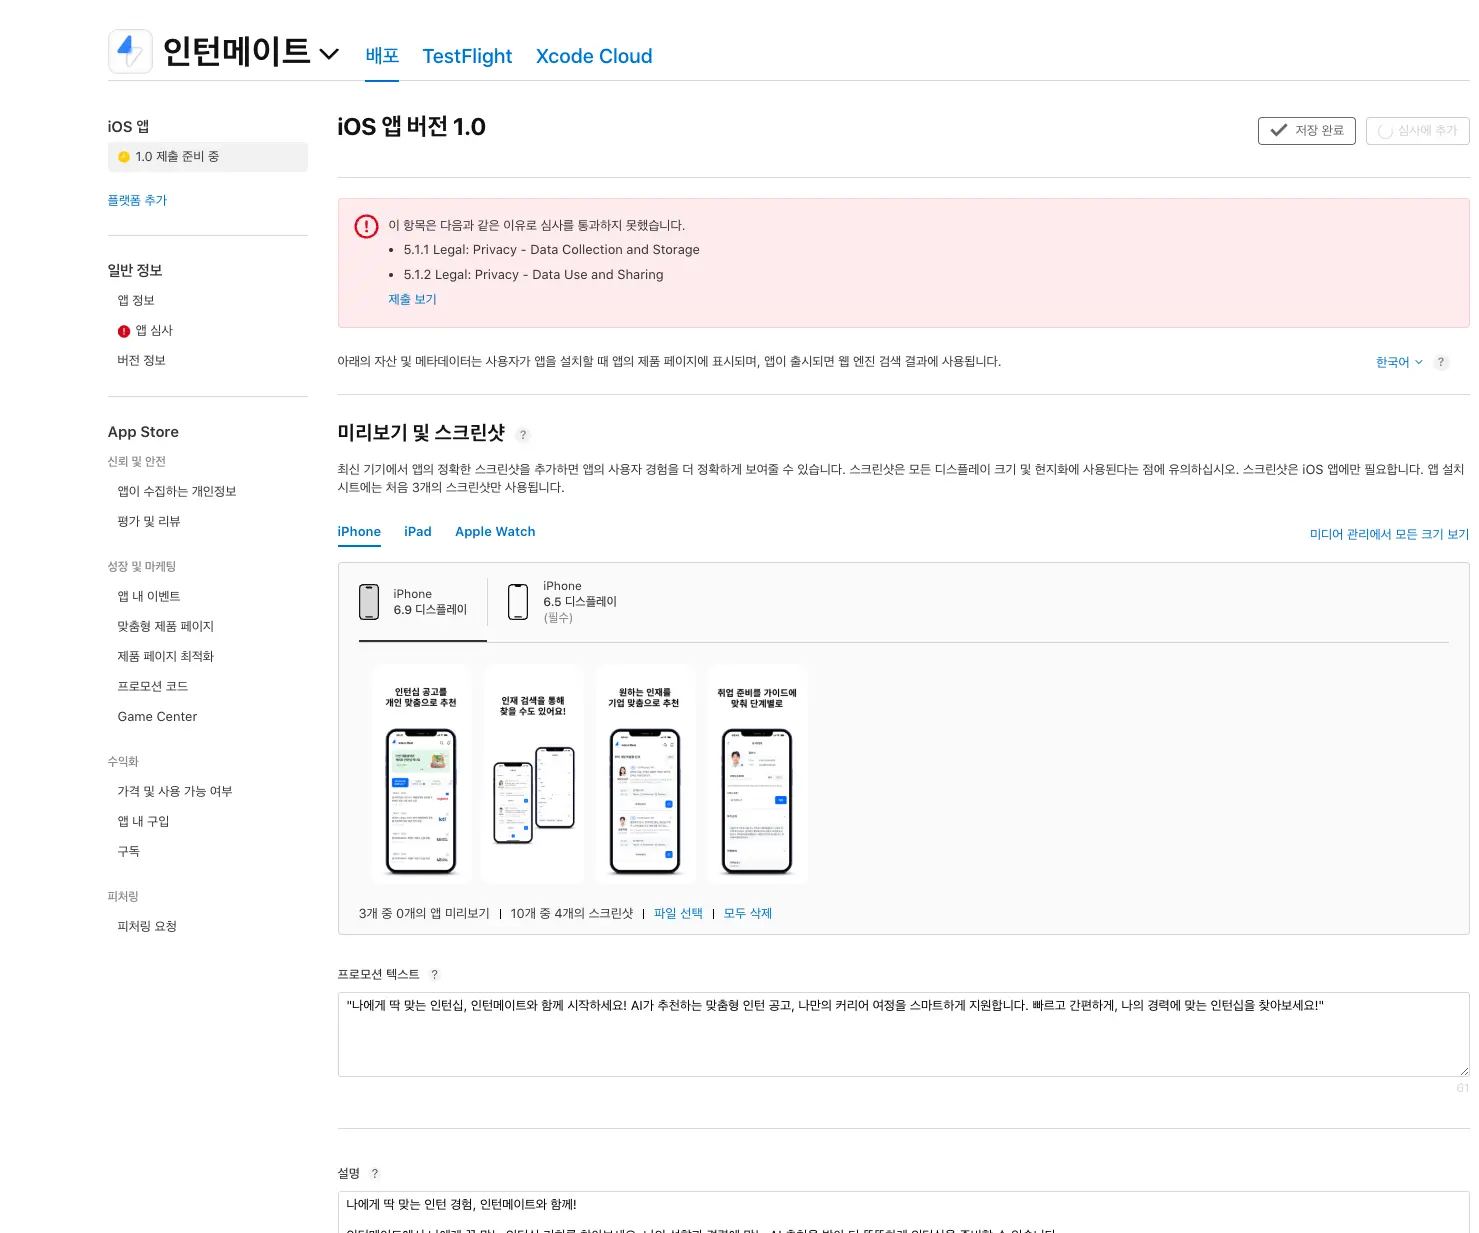 인턴메이트
배포 TestFlight Xcode Cloud
iOS 앱
1.0 제출 준비 중
플랫폼 추가
일반 정보
앱 정보
앱 심사
버전 정보
App Store
신뢰 및 안전
앱이 수집하는 개인정보
평가 및 리뷰
성장 및 마케팅
앱 내 이벤트
맞춤형 제품 페이지
제품 페이지 최적화
프로모션 코드
Game Center
수익화
가격 및 사용 가능 여부
앱 내 구입
구독
피처링
피처링 요청
iOS 앱 버전 1.0
저장 완료
심사에 추가
이 항목은 다음과 같은 이유로 심사를 통과하지 못했습니다.
• 5.1.1 Legal: Privacy - Data Collection and Storage
• 5.1.2 Legal: Privacy - Data Use and Sharing
제출 보기
아래의 자산 및 메타데이터는 사용자가 앱을 설치할 때 앱의 제품 페이지에 표시되며, 앱이 출시되면 웹 엔진 검색 결과에 사용됩니다.
한국어 ?
미리보기 및 스크린샷 ?
최신 기기에서 앱의 정확한 스크린샷을 추가하면 앱의 사용자 경험을 더 정확하게 보여줄 수 있습니다. 스크린샷은 모든 디스플레이 크기 및 현지화에 사용된다는 점에 유의하십시오. 스크린샷은 iOS 앱에만 필요합니다. 앱 설치
시트에는 처음 3개의 스크린샷만 사용됩니다.
iPhone iPad Apple Watch
미디어 관리에서 모든 크기 보기
iPhone
6.9 디스플레이
iPhone
6.5 디스플레이
(필수)
인턴십 공고를
개인 맞춤으로 추천
인재 검색을 통해
찾을 수도 있어요!
원하는 인재를
기업 맞춤으로 추천
취업 준비를 가이드에
맞춰 단계별로
3개 중 0개의 앱 미리보기 | 10개 중 4개의 스크린샷 | 파일 선택 | 모두 삭제
프로모션 텍스트 ?
"나에게 딱 맞는 인턴십, 인턴메이트와 함께 시작하세요! AI가 추천하는 맞춤형 인턴 공고, 나만의 커리어 여정을 스마트하게 지원합니다. 빠르고 간편하게, 나의 경력에 맞는 인턴십을 찾아보세요!"
61
설명 ?
나에게 딱 맞는 인턴 경험, 인턴메이트와 함께!